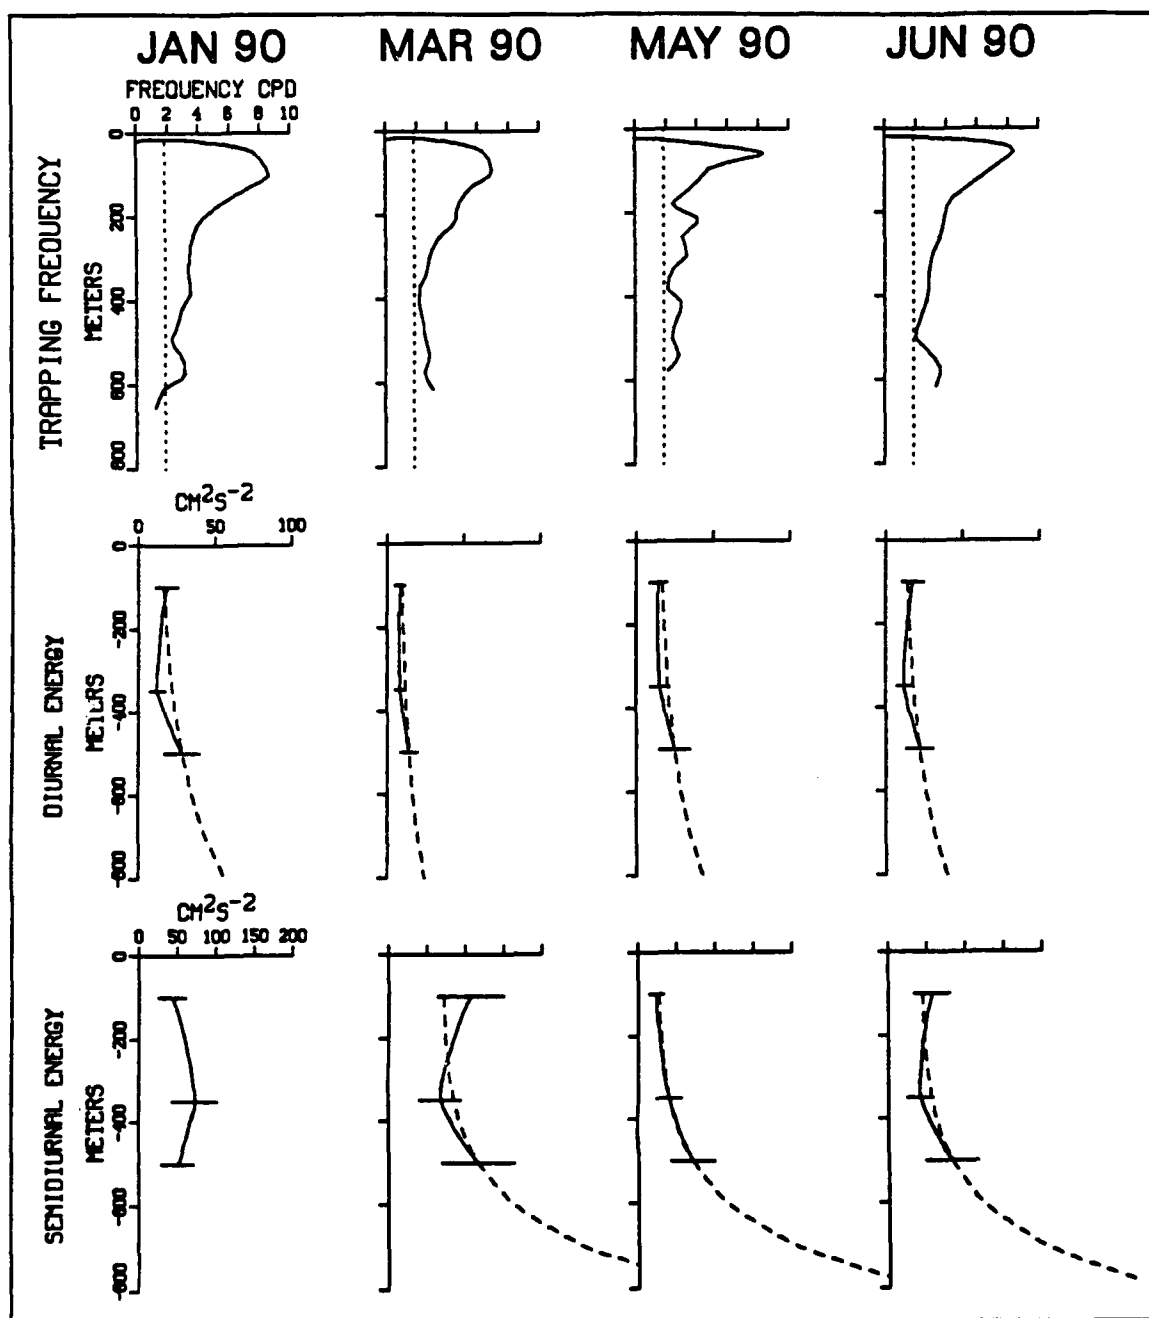 JAN 90 MAR 90 MAY 90 JUN 90
FREQUENCY CPD
0 2 4 6 8 10
TRAPPING FREQUENCY
METERS
0
200
400
600
800
CM²S⁻²
0 50 100
DIURNAL ENERGY
METERS
0
-200
-400
-600
-800
CM²S⁻²
0 50 100 150 200
SEMIDIURNAL ENERGY
METERS
0
-200
-400
-600
-800